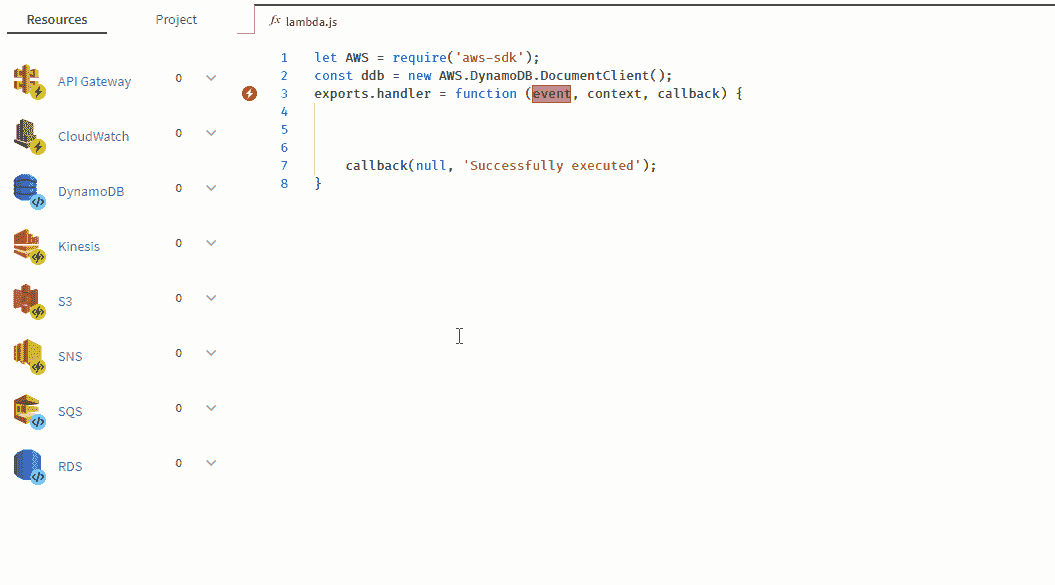 Resources Project
API Gateway 0
CloudWatch 0
DynamoDB 0
Kinesis 0
S3 0
SNS 0
SQS 0
RDS 0
fx lambda.js
1 let AWS = require('aws-sdk');
2 const ddb = new AWS.DynamoDB.DocumentClient();
3 exports.handler = function (event, context, callback) {
4
5
6
7 callback(null, 'Successfully executed');
8 }